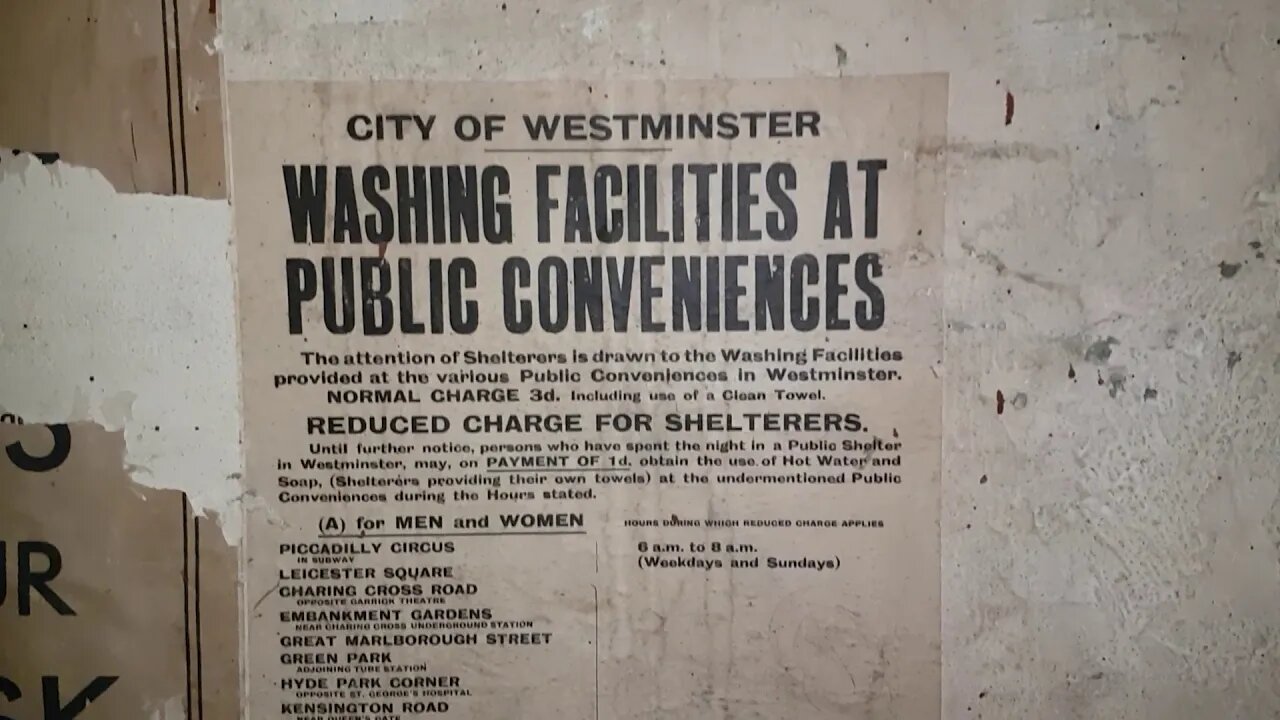 CITY OF WESTMINSTER
WASHING FACILITIES AT
PUBLIC CONVENIENCES
The attention of Shelterers is drawn to the Washing Facilities
provided at the various Public Conveniences in Westminster.
NORMAL CHARGE 3d. Including use of a Clean Towel.
REDUCED CHARGE FOR SHELTERERS.
Until further notice, persons who have spent the night in a Public Shelter
in Westminster, may, on PAYMENT OF 1d. obtain the use of Hot Water and
Soap, (Shelterers providing their own towels) at the undermentioned Public
Conveniences during the Hours stated.
(A) for MEN and WOMEN
HOURS DURING WHICH REDUCED CHARGE APPLIES
PICCADILLY CIRCUS
IN SUBWAY
6 a.m. to 8 a.m.
(Weekdays and Sundays)
LEICESTER SQUARE
CHARING CROSS ROAD
OPPOSITE GARRICK THEATRE
EMBANKMENT GARDENS
NEAR CHARING CROSS UNDERGROUND STATION
GREAT MARLBOROUGH STREET
GREEN PARK
ADJOINING TUBE STATION
HYDE PARK CORNER
OPPOSITE ST. GEORGE'S HOSPITAL
KENSINGTON ROAD
NEAR QUEEN'S GATE